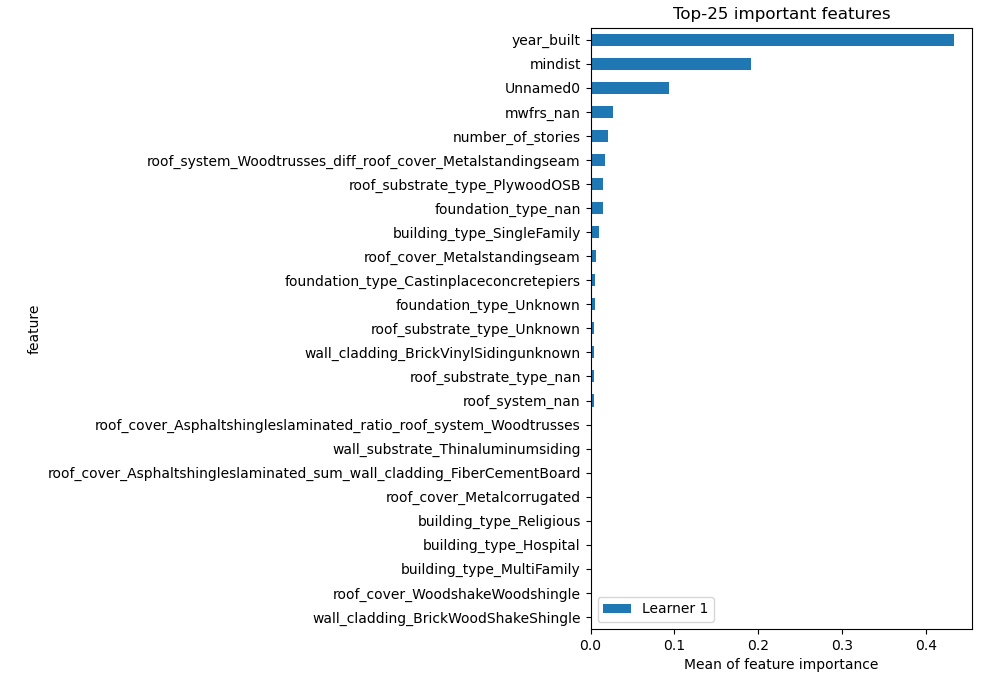 Top-25 important features
year_built
mindist
Unnamed0
mwfrs_nan
number_of_stories
roof_system_Woodtrusses_diff_roof_cover_Metalstandingseam
roof_substrate_type_PlywoodOSB
foundation_type_nan
building_type_SingleFamily
roof_cover_Metalstandingseam
foundation_type_Castinplaceconcretepiers
foundation_type_Unknown
roof_substrate_type_Unknown
wall_cladding_BrickVinylSidingunknown
roof_substrate_type_nan
roof_system_nan
roof_cover_Asphaltshingleslaminated_ratio_roof_system_Woodtrusses
wall_substrate_Thinaluminumsiding
roof_cover_Asphaltshingleslaminated_sum_wall_cladding_FiberCementBoard
roof_cover_Metalcorrugated
building_type_Religious
building_type_Hospital
building_type_MultiFamily
roof_cover_WoodshakeWoodshingle
wall_cladding_BrickWoodShakeShingle
feature
Learner 1
0.0 0.1 0.2 0.3 0.4
Mean of feature importance